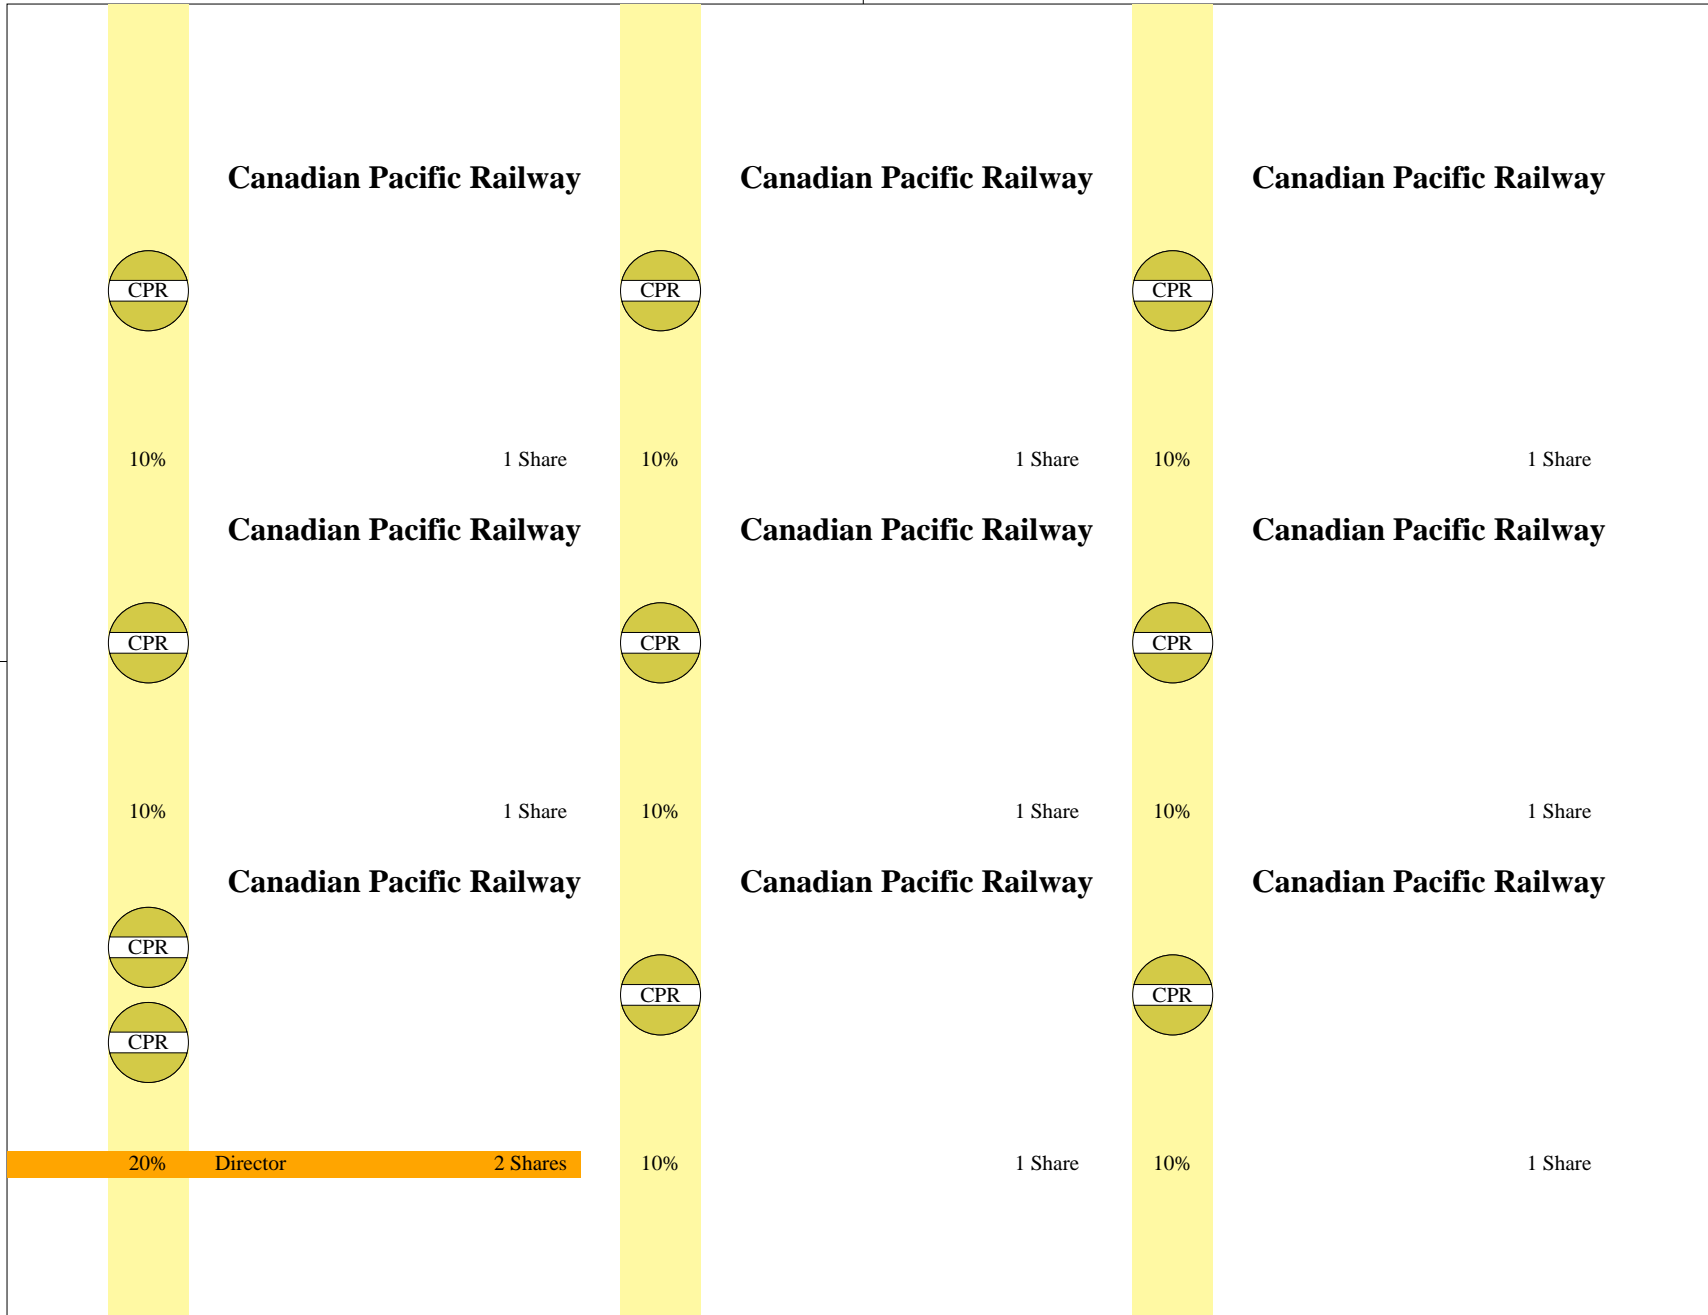 Canadian Pacific Railway Canadian Pacific Railway Canadian Pacific Railway
CPR CPR CPR
10% 1 Share 10% 1 Share 10% 1 Share
Canadian Pacific Railway Canadian Pacific Railway Canadian Pacific Railway
CPR CPR CPR
10% 1 Share 10% 1 Share 10% 1 Share
Canadian Pacific Railway Canadian Pacific Railway Canadian Pacific Railway
CPR
CPR CPR
CPR
20% Director 2 Shares 10% 1 Share 10% 1 Share